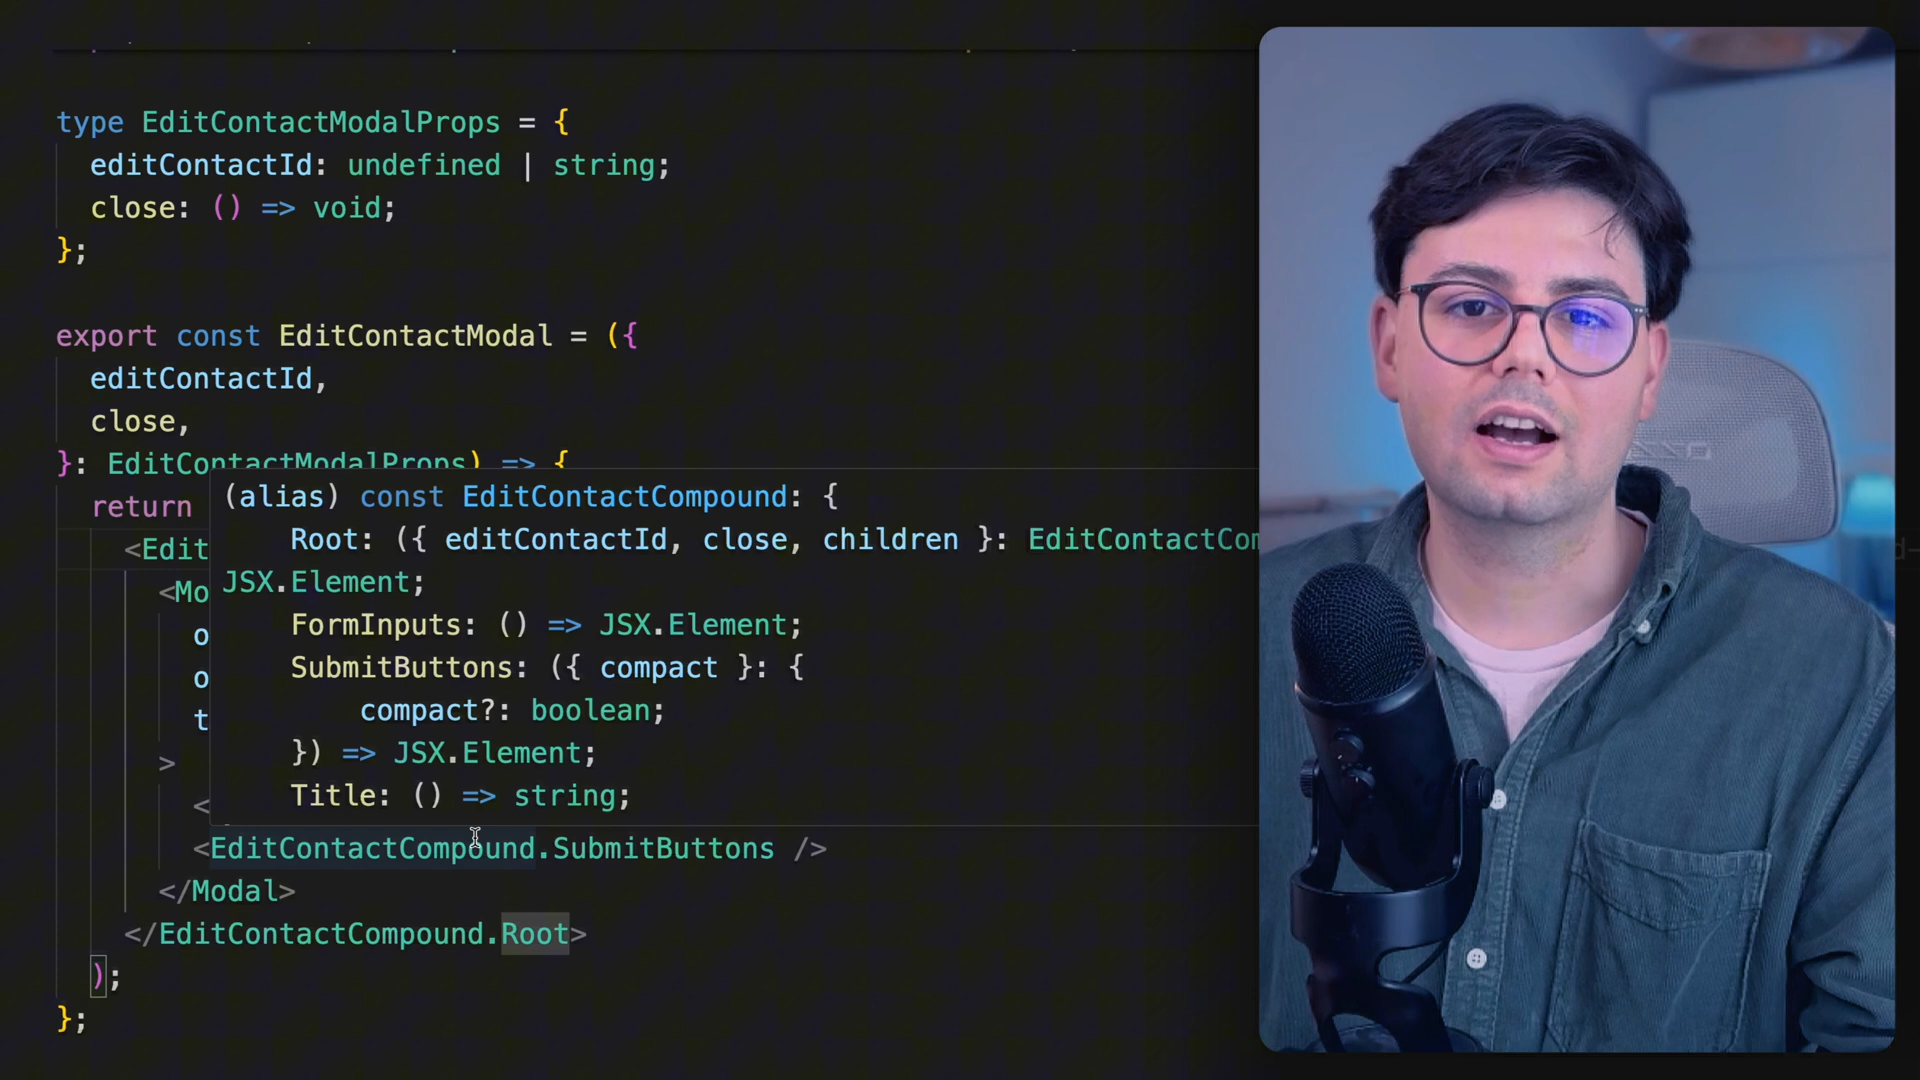 type EditContactModalProps = {
editContactId: undefined | string;
close: () => void;
};
export const EditContactModal = ({
editContactId,
close,
}: EditContactModalProps) => {
return
<Edit
<Mo
o
o
t
>
<
(alias) const EditContactCompound: {
Root: ({ editContactId, close, children }: EditContactCom
JSX.Element;
FormInputs: () => JSX.Element;
SubmitButtons: ({ compact }: {
compact?: boolean;
}) => JSX.Element;
Title: () => string;
<EditContactCompound.SubmitButtons />
</Modal>
</EditContactCompound.Root>
);
};